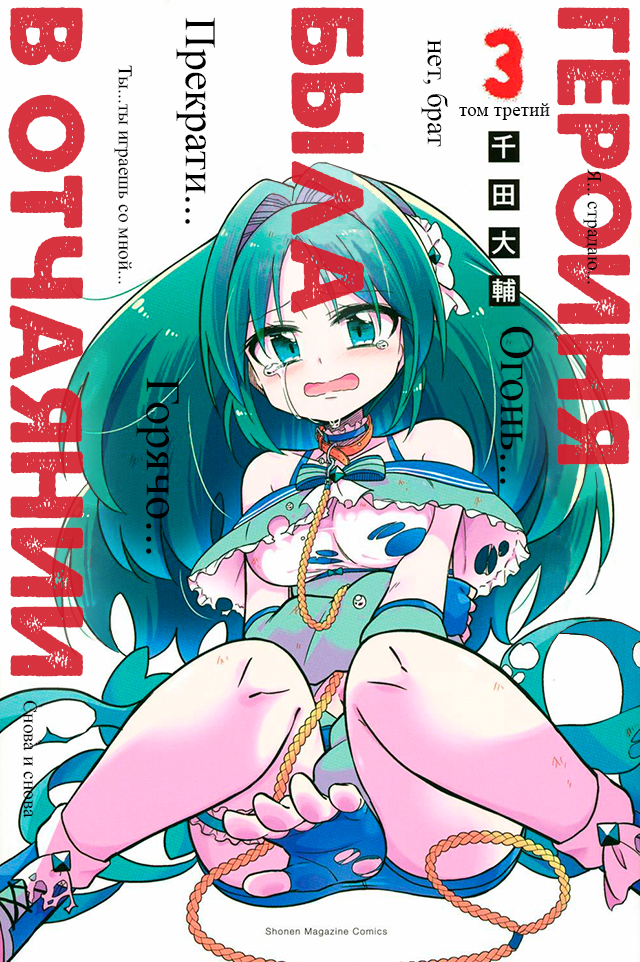 ГЕРОИНЯ
БЫЛА
В ОТЧАЯНИИ
3
том третий
千田大輔
Я... страдаю...
нет, брат
Огонь...
Прекрати...
Ты...ты играешь со мной...
Горячо...
Снова и снова
Shonen Magazine Comics